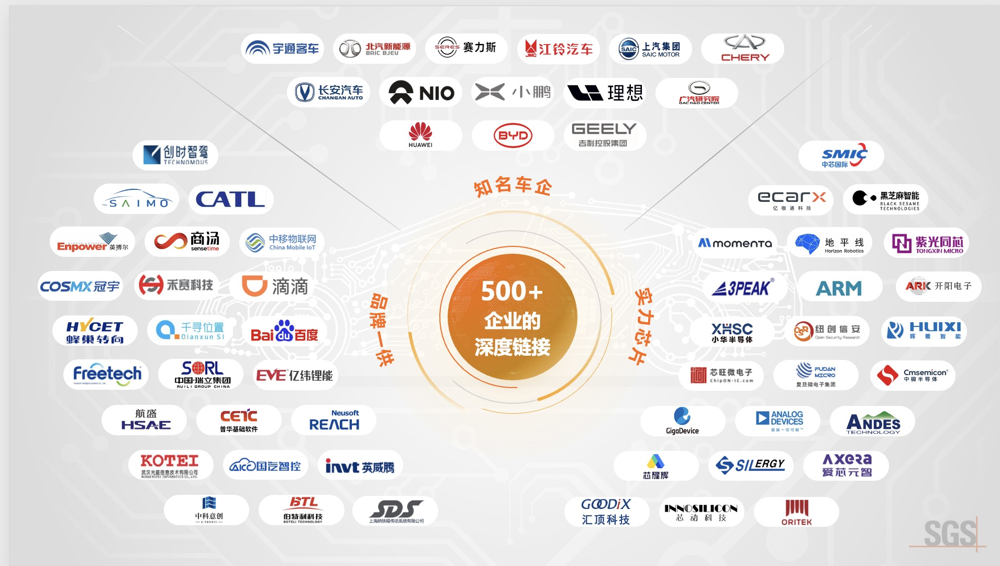 宇通客车
北汽新能源
BAIC BJEV
SERES 赛力斯
JMC 江铃汽车
SAIC 上汽集团
SAIC MOTOR
CHERY
长安汽车
CHANGAN AUTO
NIO
小鹏
理想
广汽研究院
GAC R&D CENTER
HUAWEI
BYD
GEELY
吉利控股集团
知名车企
创时智驾
TECHNOMOUS
SAIMO
CATL
Enpower 英搏尔
商汤
sensetime
中移物联网
China Mobile IoT
COSMX 冠宇
禾赛科技
滴滴
HYCET
蜂巢转向
千寻位置
Qianxun SI
Bai du 百度
Freetech
SORL
中国·瑞立集团
RUILI GROUP CHINA
EVE 亿纬锂能
航盛
HSAE
CETC
普华基础软件
Neusoft
REACH
KOTEI
武汉光庭信息技术有限公司
WUHAN KOTEI INFORMATICS CO., LTD.
AICC 国汽智控
invt 英威腾
中科意创
E-TRONIC
BTL
伯特利科技
BOTELI TECHNOLOGY
SDS
上海纳铁福传动系统有限公司
品牌一供
500+
企业的
深度链接
实力芯片
SMIC
中芯国际
ecarx
亿咖通科技
黑芝麻智能
BLACK SESAME
TECHNOLOGIES
momenta
地平线
Horizon Robotics
紫光同芯
TONGXIN MICRO
3PEAK®
ARM
ARK 开阳电子
XHSC
小华半导体
OSR 纽创信安
Open Security Research
HUIXI
辉羲智能
芯旺微电子
ChipON-IC.com
FUDAN
MICRO
复旦微电子集团
Cmsemicon®
中微半导体
GigaDevice
ANALOG
DEVICES
超越一切可能™
ANDES
TECHNOLOGY
芯耀辉
SILERGY
AXERA
爱芯元智
GOODiX
汇顶科技
INNOSILICON
芯动科技
ORITEK
SGS